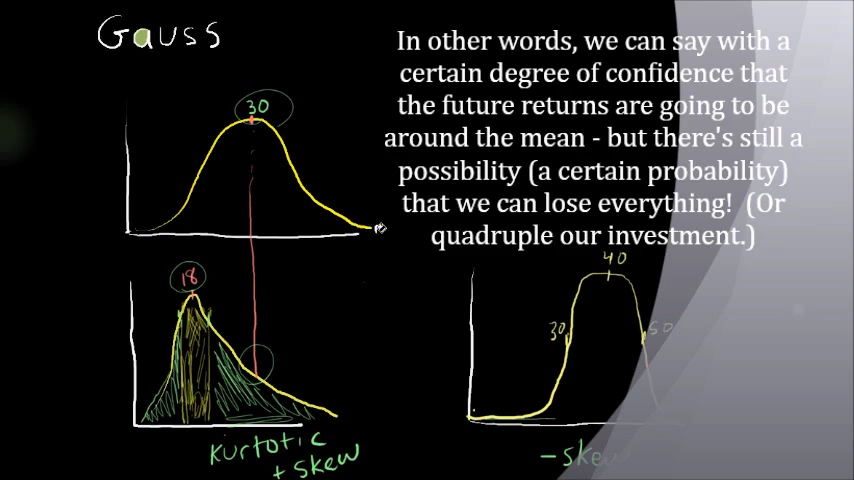 Gauss
In other words, we can say with a
certain degree of confidence that
the future returns are going to be
around the mean - but there's still a
possibility (a certain probability)
that we can lose everything! (Or
quadruple our investment.)
30
18
40
30
50
Kurtotic
+ skew
- skew